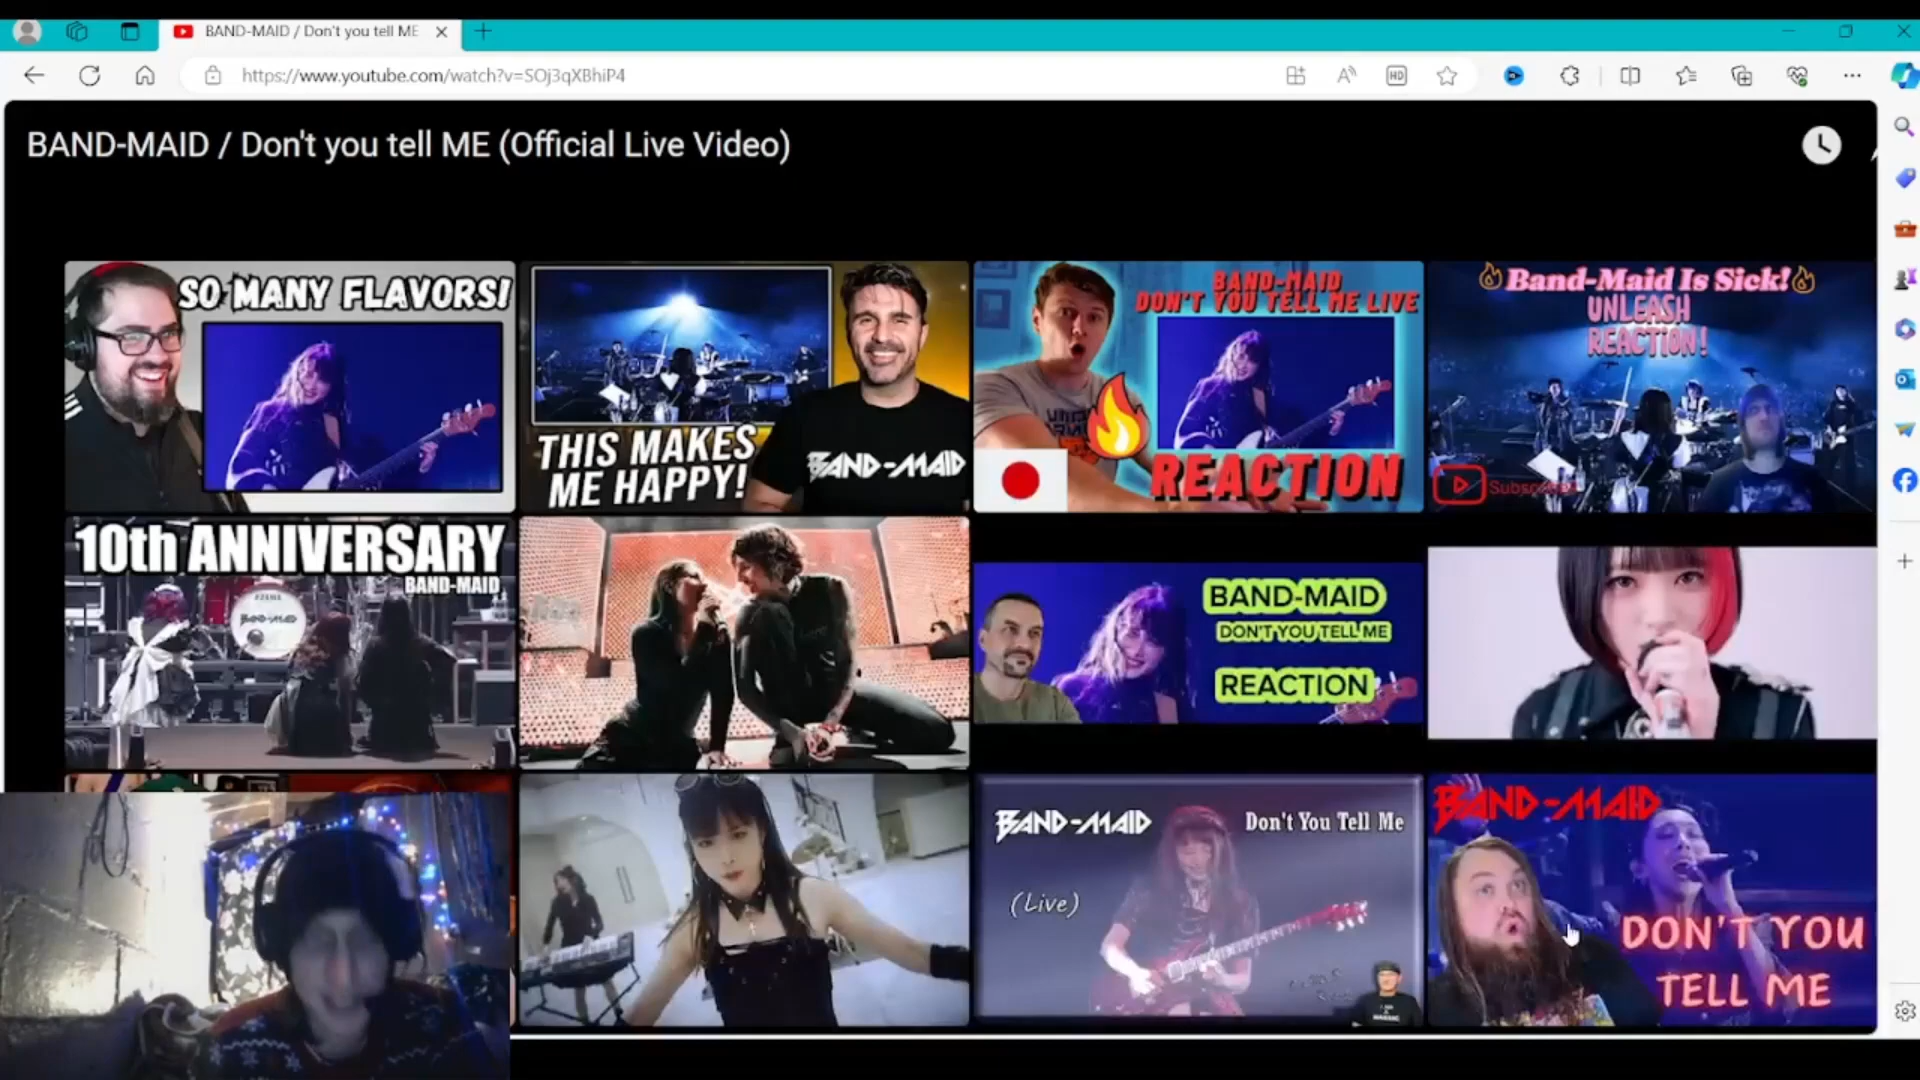 BAND-MAID / Don't you tell ME
https://www.youtube.com/watch?v=SOj3qXBhiP4
HD
BAND-MAID / Don't you tell ME (Official Live Video)
SO MANY FLAVORS!
THIS MAKES
ME HAPPY!
BAND-MAID
BAND-MAID
DON'T YOU TELL ME LIVE
REACTION
Band-Maid Is Sick!
UNLEASH
REACTION!
10th ANNIVERSARY
BAND-MAID
BAND-MAID
BAND-MAID
DON'T YOU TELL ME
REACTION
BAND-MAID
Don't You Tell Me
(Live)
BAND-MAID
DON'T YOU
TELL ME